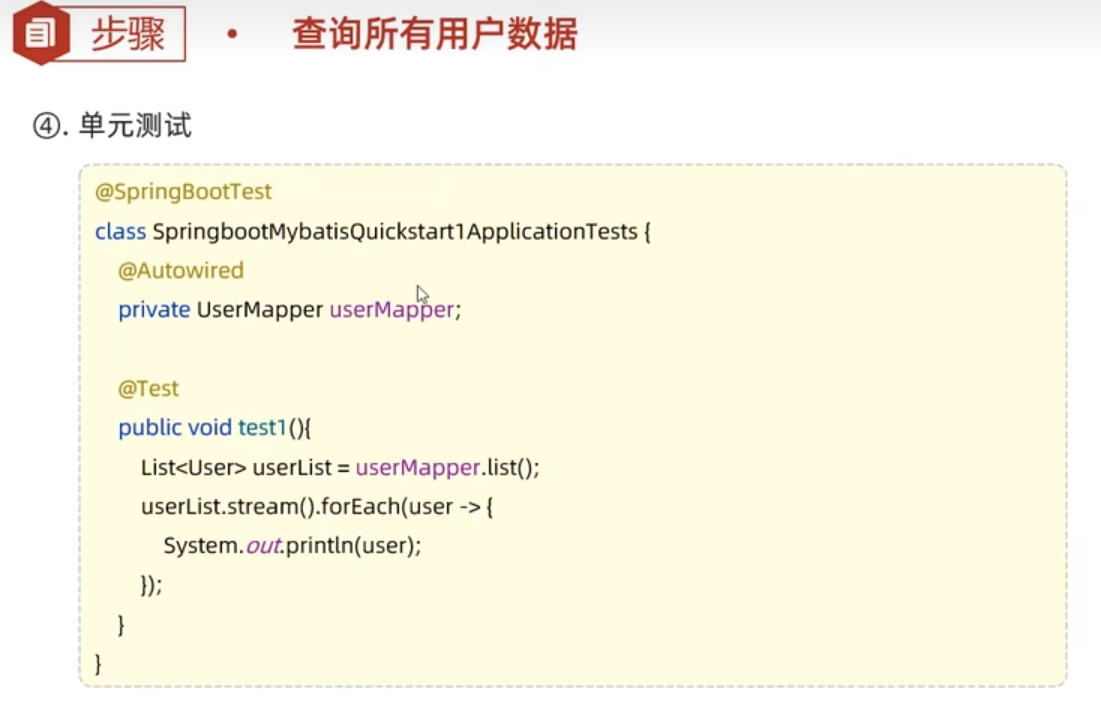 步骤 · 查询所有用户数据
④. 单元测试
@SpringBootTest
class SpringbootMybatisQuickstart1ApplicationTests {
@Autowired
private UserMapper userMapper;
@Test
public void test1(){
List<User> userList = userMapper.list();
userList.stream().forEach(user -> {
System.out.println(user);
});
}
}